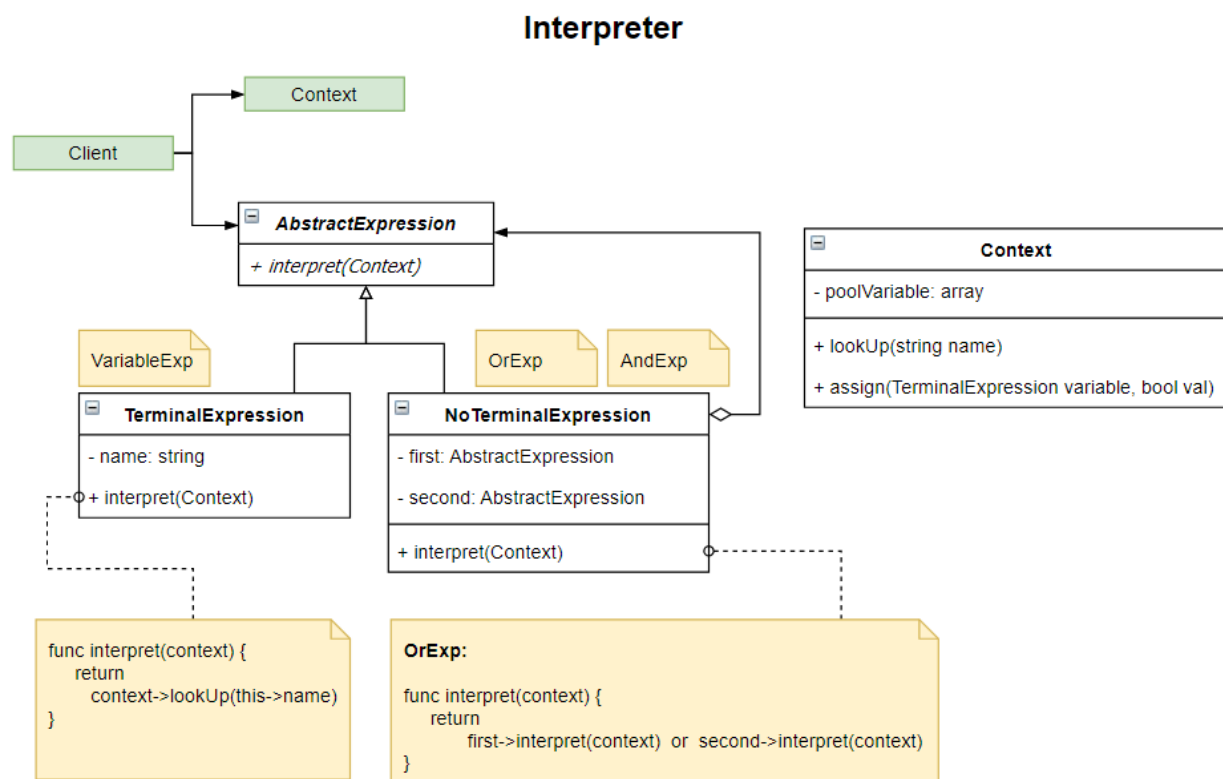 Interpreter
Context
Client
AbstractExpression
+ interpret(Context)
Context
- poolVariable: array
+ lookUp(string name)
+ assign(TerminalExpression variable, bool val)
VariableExp
OrExp
AndExp
TerminalExpression
- name: string
+ interpret(Context)
NoTerminalExpression
- first: AbstractExpression
- second: AbstractExpression
+ interpret(Context)
func interpret(context) {
return
context->lookUp(this->name)
}
OrExp:
func interpret(context) {
return
first->interpret(context) or second->interpret(context)
}